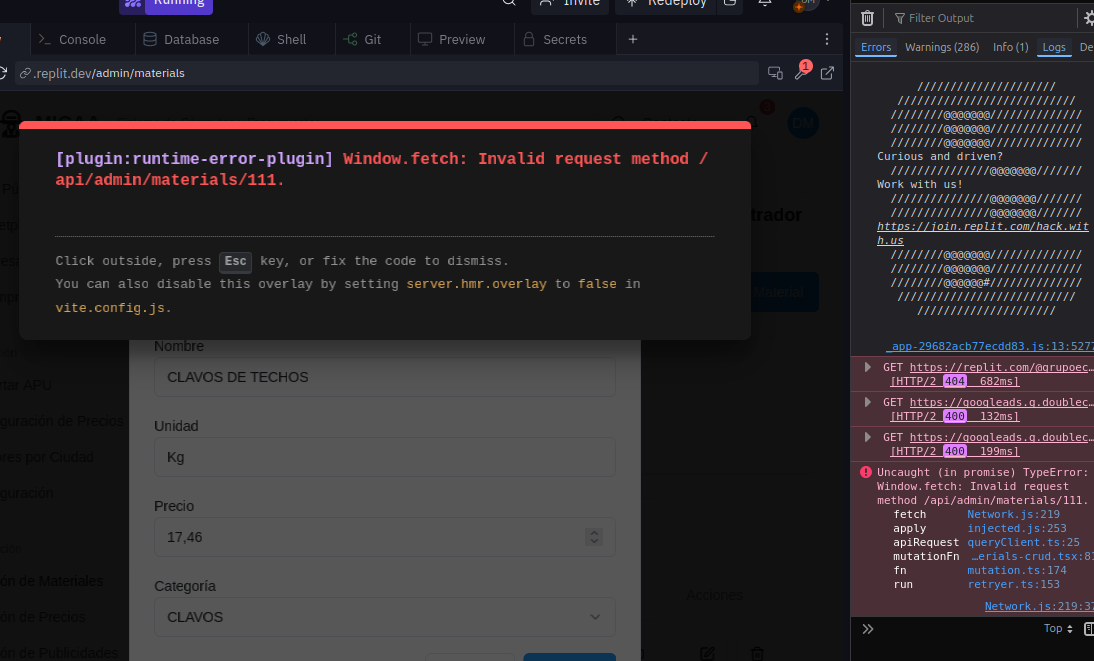 Running
Invite
Redeploy
Console
Database
Shell
Git
Preview
Secrets
.replit.dev/admin/materials
1
DM
[plugin:runtime-error-plugin] Window.fetch: Invalid request method /
api/admin/materials/111.
trador
Click outside, press Esc key, or fix the code to dismiss.
You can also disable this overlay by setting server.hmr.overlay to false in
vite.config.js.
Material
Nombre
CLAVOS DE TECHOS
tar APU
guración de Precios
Unidad
res por Ciudad
Kg
guración
Precio
17,46
ción
ón de Materiales
Categoría
Acciones
ón de Precios
CLAVOS
ón de Publicidades
Filter Output
Errors
Warnings (286)
Info (1)
Logs
De
/////////////////////
///////////////////////////
////////@@@@@@@//////////////
////////@@@@@@@//////////////
////////@@@@@@@//////////////
Curious and driven?
///////////////@@@@@@@///////
Work with us!
///////////////@@@@@@@///////
///////////////@@@@@@@///////
https://join.replit.com/hack.wit
h.us
////////@@@@@@@//////////////
////////@@@@@@@//////////////
////////@@@@@@#//////////////
///////////////////////////
/////////////////////
_app-29682acb77ecdd83.js:13:5277
GET https://replit.com/@grupoec…
[HTTP/2 404 682ms]
GET https://googleads.g.doublec…
[HTTP/2 400 132ms]
GET https://googleads.g.doublec…
[HTTP/2 400 199ms]
Uncaught (in promise) TypeError:
Window.fetch: Invalid request
method /api/admin/materials/111.
fetch Network.js:219
apply injected.js:253
apiRequest queryClient.ts:25
mutationFn …erials-crud.tsx:81
fn mutation.ts:174
run retryer.ts:153
Network.js:219:37
Top